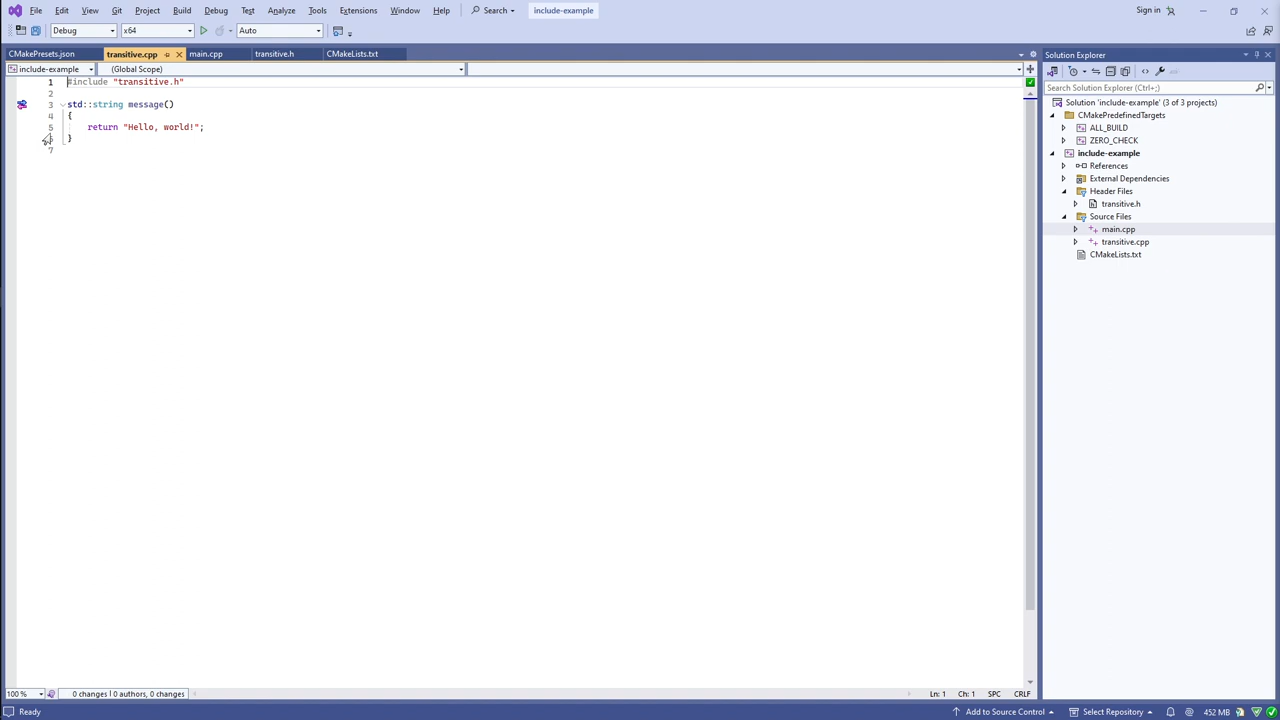 File Edit View Git Project Build Debug Test Analyze Tools Extensions Window Help Search include-example Sign in
Debug x64 Auto
CMakePresets.json transitive.cpp main.cpp transitive.h CMakeLists.txt
include-example (Global Scope)
1 #include "transitive.h"
2
3 std::string message()
4 {
5 return "Hello, world!";
6 }
7
100 % 0 changes | 0 authors, 0 changes Ln: 1 Ch: 1 SPC CRLF
Solution Explorer
Search Solution Explorer (Ctrl+;)
Solution 'include-example' (3 of 3 projects)
CMakePredefinedTargets
ALL_BUILD
ZERO_CHECK
include-example
References
External Dependencies
Header Files
transitive.h
Source Files
main.cpp
transitive.cpp
CMakeLists.txt
Ready Add to Source Control Select Repository 452 MB